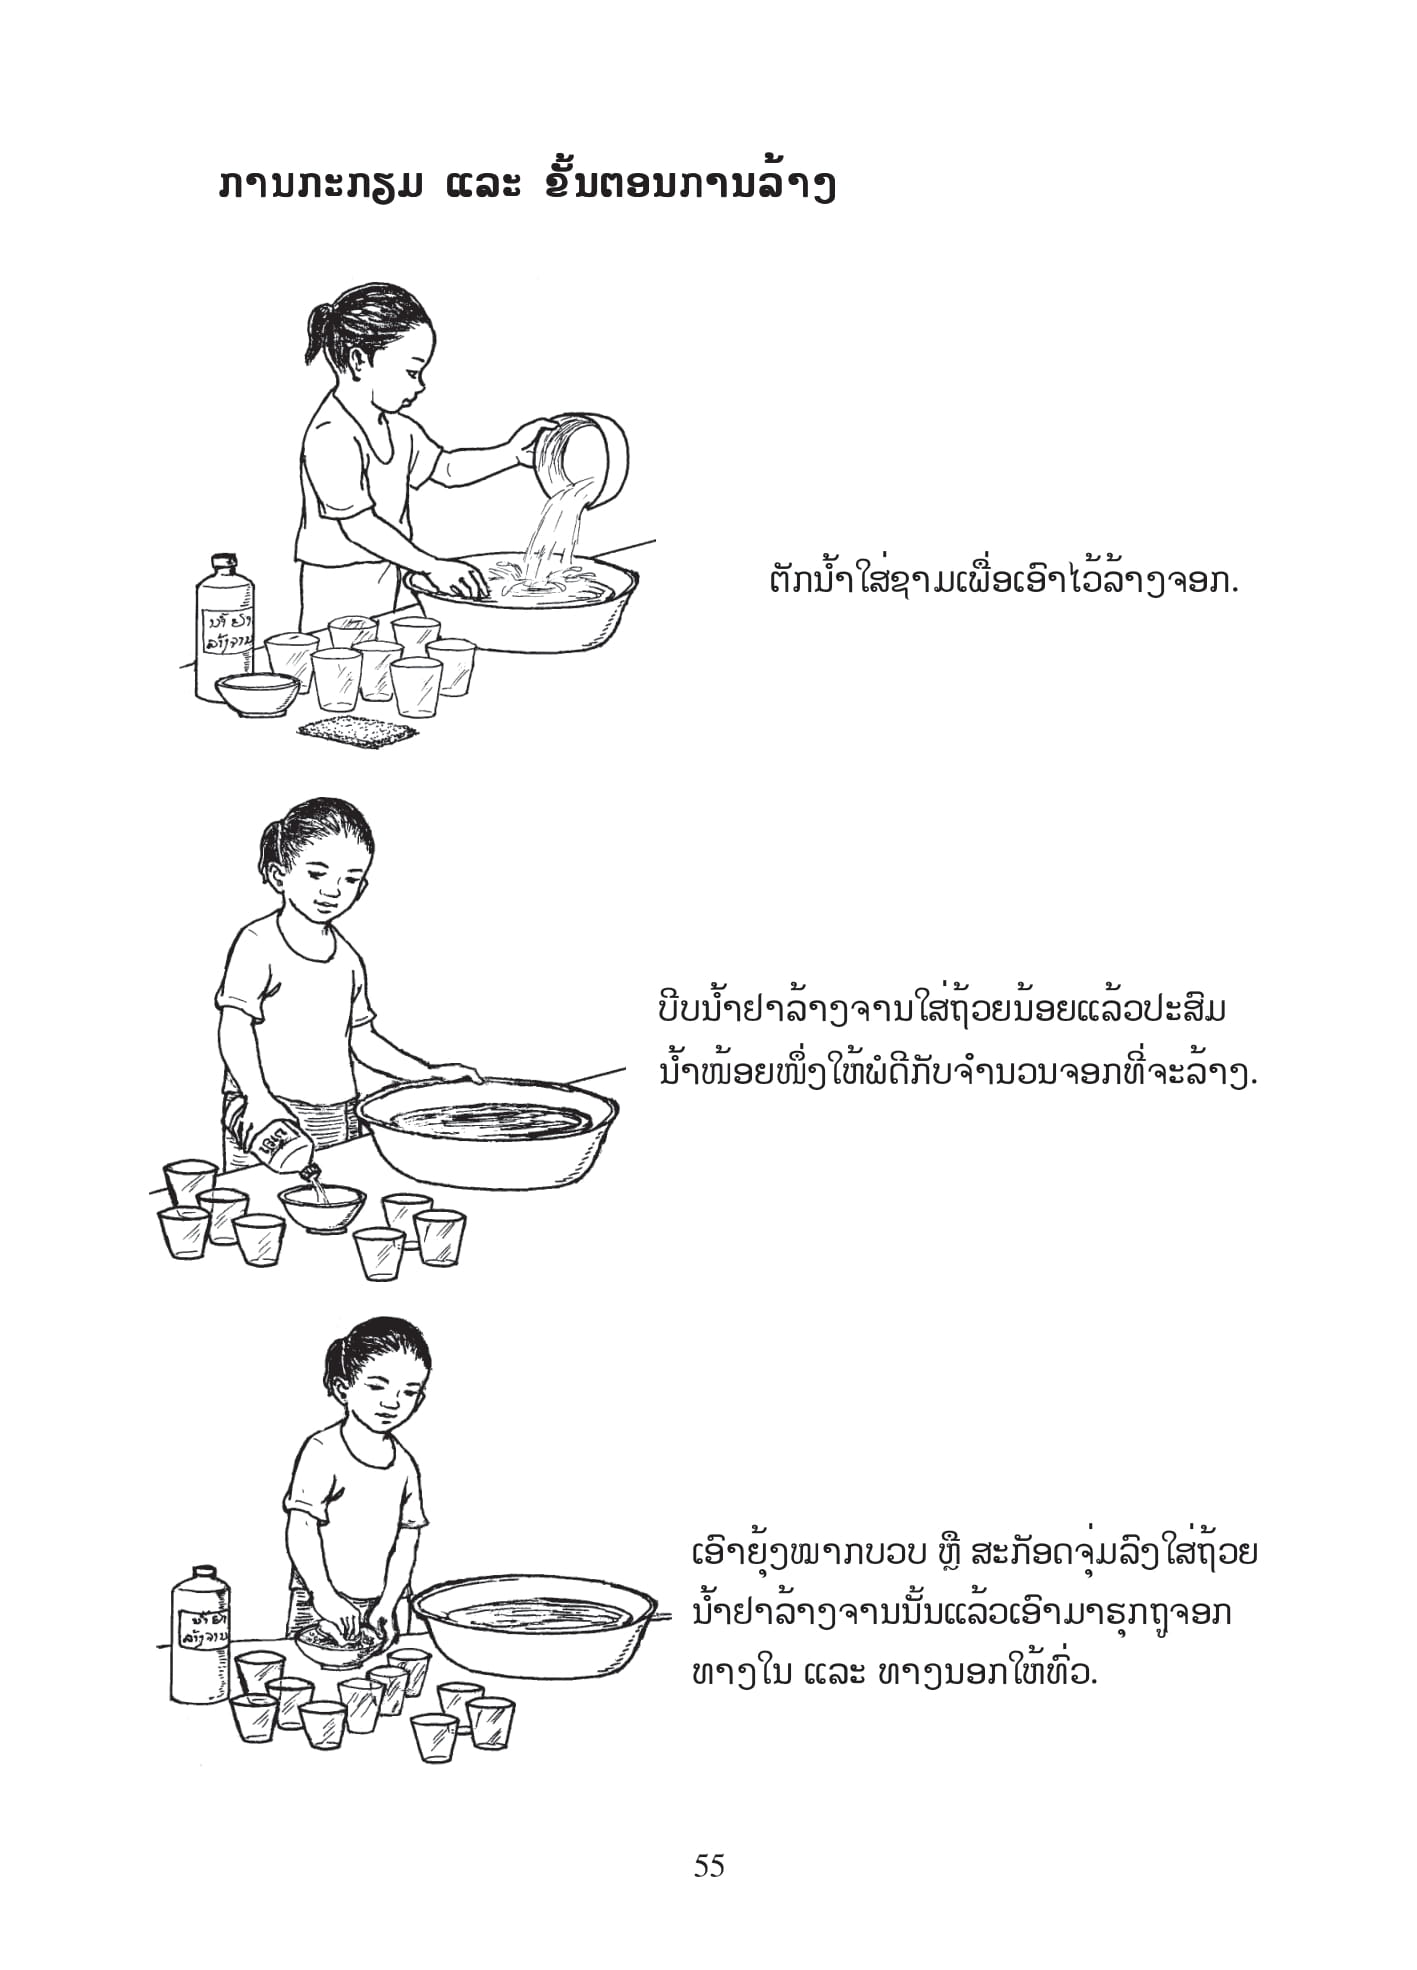 ການກະກຽມ ແລະ ຂັ້ນຕອນການລ້າງ
ຕັກນ້ຳໃສ່ຊາມເພື່ອເອົາໄວ້ລ້າງຈອກ.
ນ້ຳ ຢາ
ລ້າງຈານ
ບີບນ້ຳຢາລ້າງຈານໃສ່ຖ້ວຍນ້ອຍແລ້ວປະສົມ
ນ້ຳໜ້ອຍໜຶ່ງໃຫ້ພໍດີກັບຈຳນວນຈອກທີ່ຈະລ້າງ.
ເອົາຍຸ້ງໝາກບວບ ຫຼື ສະກັອດຈຸ່ມລົງໃສ່ຖ້ວຍ
ນ້ຳຢາລ້າງຈານນັ້ນແລ້ວເອົາມາຮຸກຖູຈອກ
ທາງໃນ ແລະ ທາງນອກໃຫ້ທົ່ວ.
ນ້ຳ ຢາ
ລ້າງຈານ
55